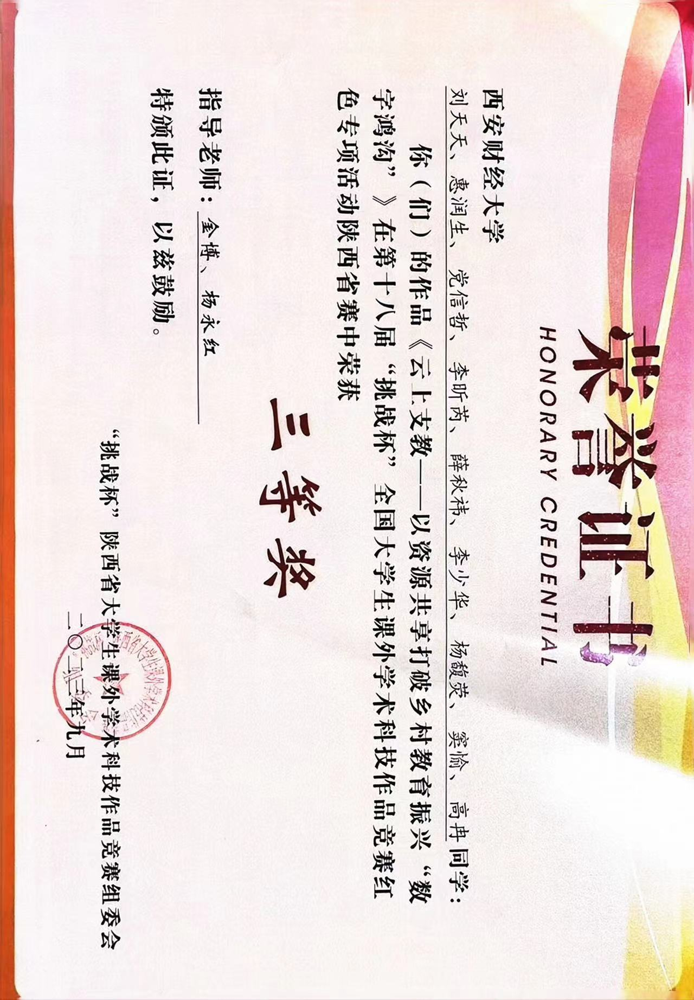 荣誉证书
HONORARY CREDENTIAL
西安财经大学
刘天天、惠润生、党信哲、李昕芮、薛秋祎、李少华、杨馥荧、窦愉、高冉同学：
你（们）的作品《云上支教——以资源共享打破乡村教育振兴“数
字鸿沟”》在第十八届“挑战杯”全国大学生课外学术科技作品竞赛红
色专项活动陕西省赛中荣获
三等奖
指导老师：金博、杨永红
特颁此证，以兹鼓励。
“挑战杯”陕西省大学生课外学术科技作品竞赛组委会
二〇二三年九月